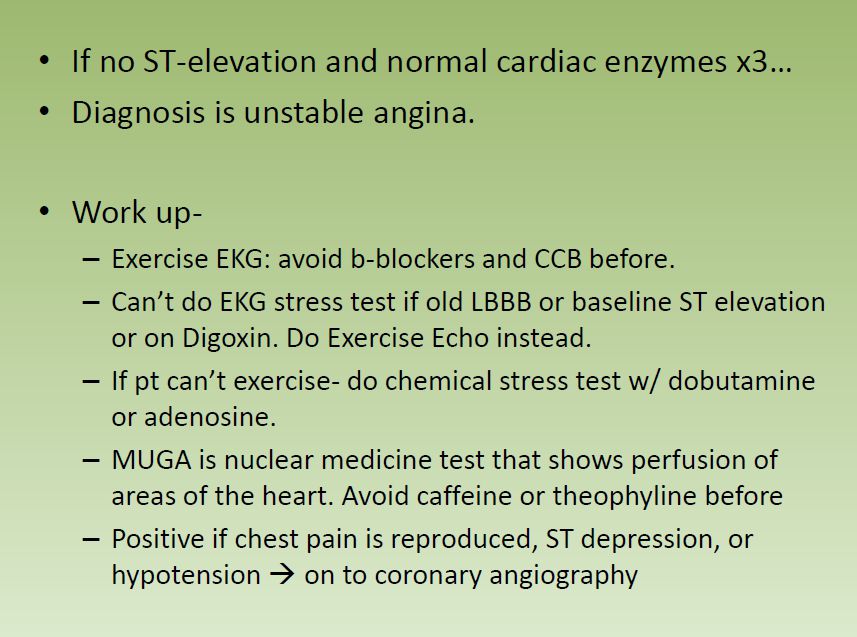 • If no ST-elevation and normal cardiac enzymes x3…
• Diagnosis is unstable angina.
• Work up-
– Exercise EKG: avoid b-blockers and CCB before.
– Can’t do EKG stress test if old LBBB or baseline ST elevation
or on Digoxin. Do Exercise Echo instead.
– If pt can’t exercise- do chemical stress test w/ dobutamine
or adenosine.
– MUGA is nuclear medicine test that shows perfusion of
areas of the heart. Avoid caffeine or theophyline before
– Positive if chest pain is reproduced, ST depression, or
hypotension → on to coronary angiography